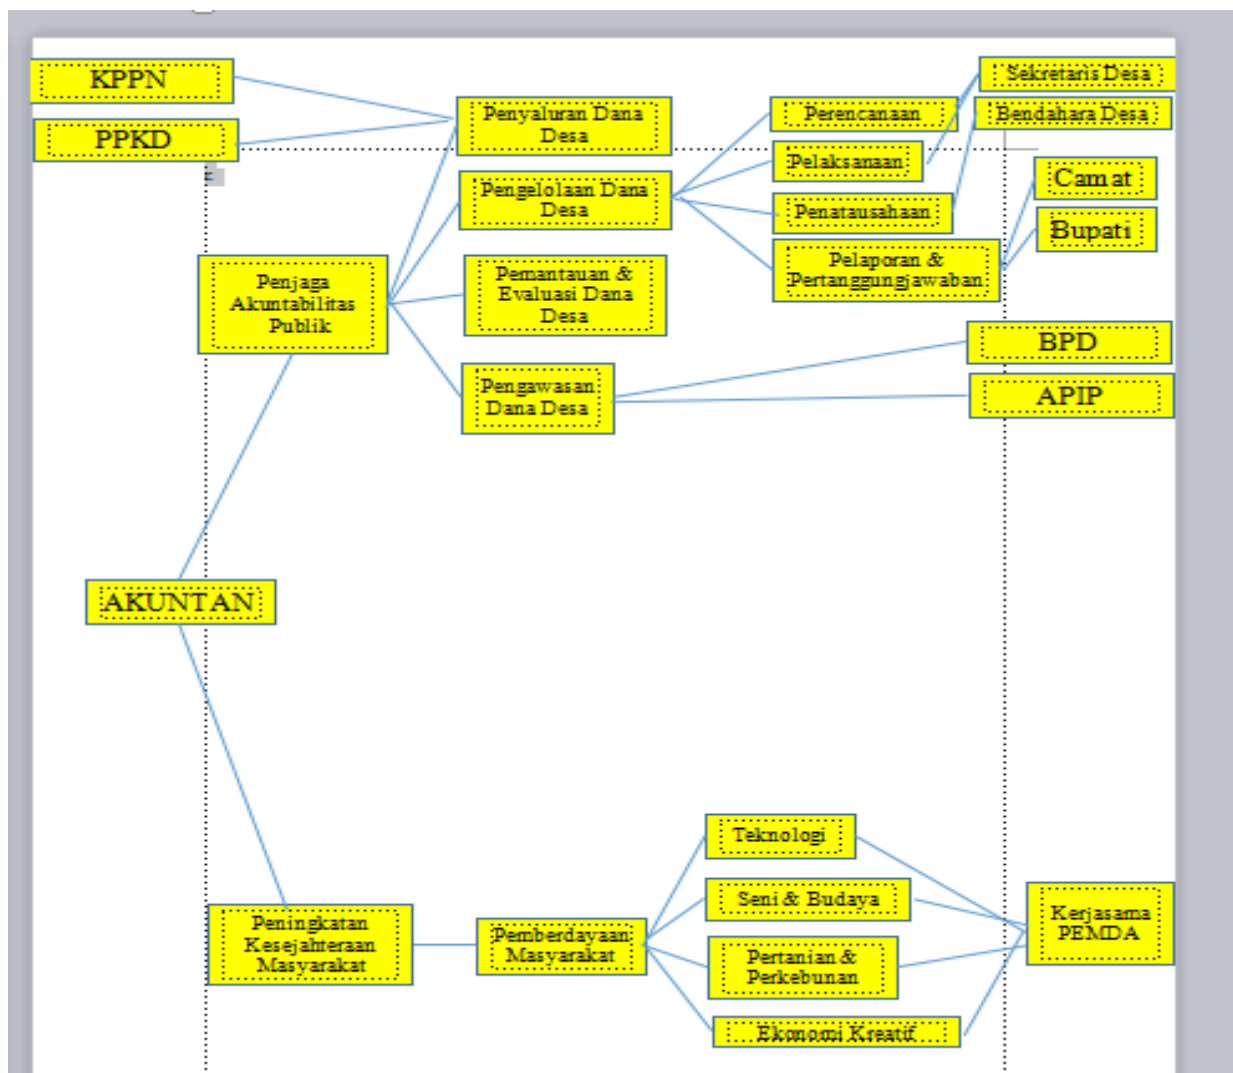 KPPN
PPKD
Penyaluran Dana
Desa
Pengelolaan Dana
Desa
Pemantauan &
Evaluasi Dana
Desa
Pengawasan
Dana Desa
Perencanaan
Pelaksanaan
Penatausahaan
Pelaporan &
Pertanggungjawaban
Sekretaris Desa
Bendahara Desa
Camat
Bupati
BPD
APIP
Penjaga
Akuntabilitas
Publik
AKUNTAN
Peningkatan
Kesejahteraan
Masyarakat
Pemberdayaan
Masyarakat
Teknologi
Seni & Budaya
Pertanian &
Perkebunan
Ekonomi Kreatif
Kerjasama
PEMDA